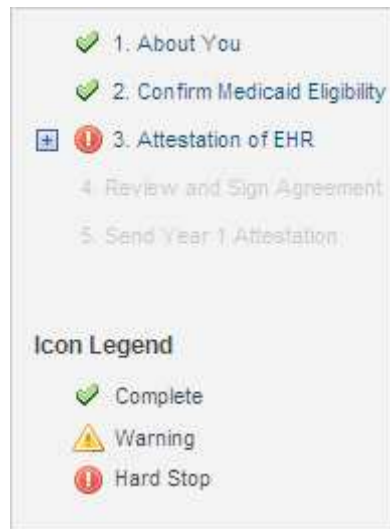 1. About You
2. Confirm Medicaid Eligibility
3. Attestation of EHR
4. Review and Sign Agreement
5. Send Year 1 Attestation
Icon Legend
Complete
Warning
Hard Stop